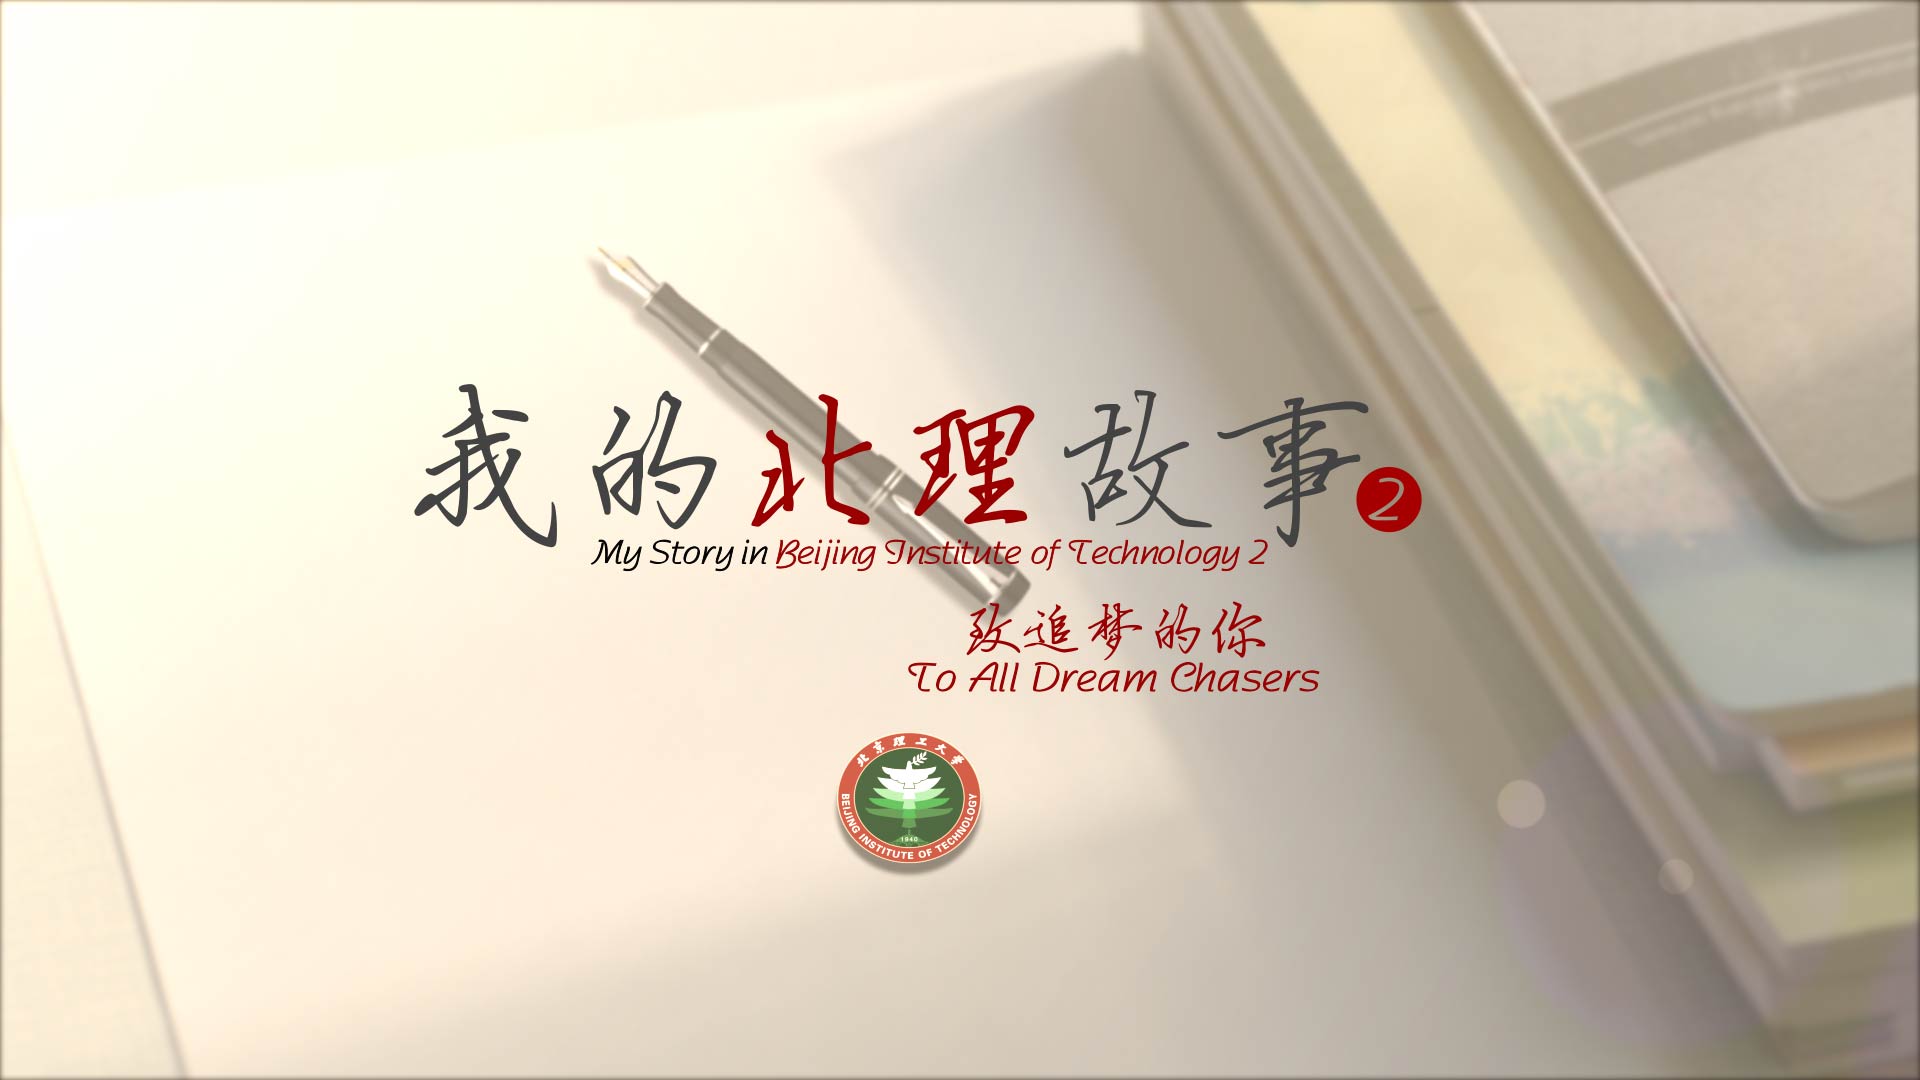 我的北理故事2
My Story in Beijing Institute of Technology 2
致追梦的你
To All Dream Chasers
北京理工大学
1940
BEIJING INSTITUTE OF TECHNOLOGY